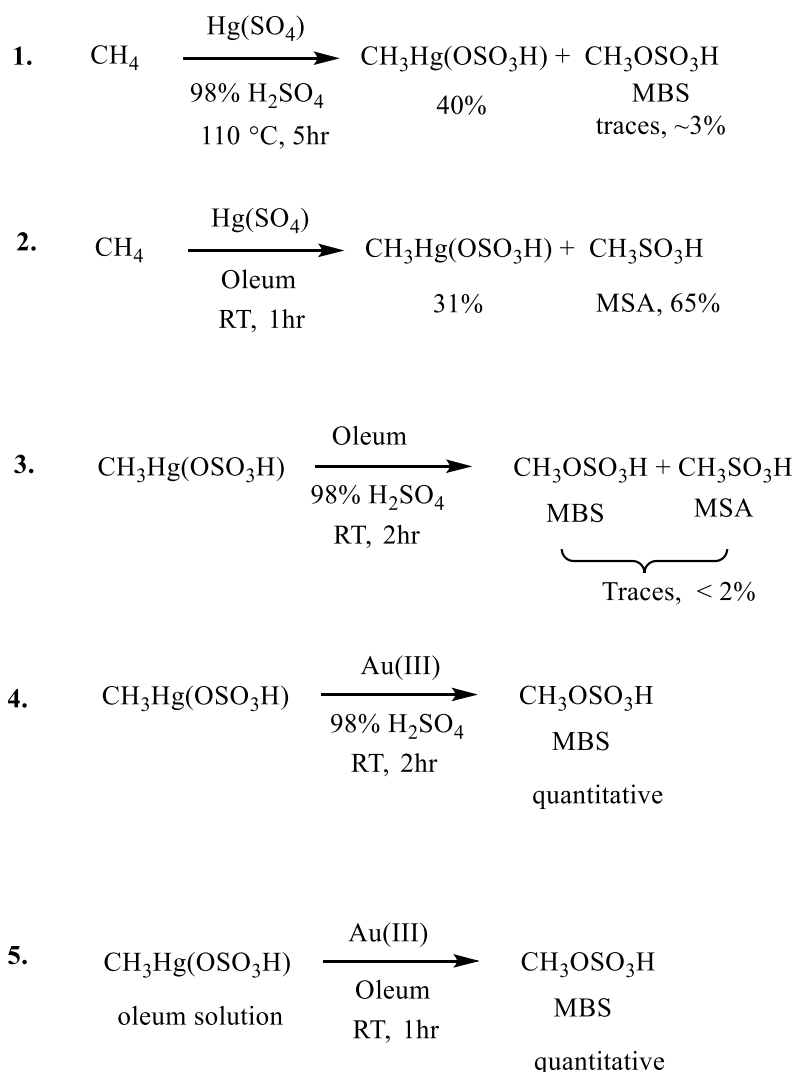 1. CH₄ Hg(SO₄) CH₃Hg(OSO₃H) + CH₃OSO₃H
98% H₂SO₄ 40% MBS
110 °C, 5hr traces, ~3%
2. CH₄ Hg(SO₄) CH₃Hg(OSO₃H) + CH₃SO₃H
Oleum 31% MSA, 65%
RT, 1hr
3. CH₃Hg(OSO₃H) Oleum CH₃OSO₃H + CH₃SO₃H
98% H₂SO₄ MBS MSA
RT, 2hr
Traces, < 2%
4. CH₃Hg(OSO₃H) Au(III) CH₃OSO₃H
98% H₂SO₄ MBS
RT, 2hr
quantitative
5. CH₃Hg(OSO₃H) Au(III) CH₃OSO₃H
oleum solution Oleum MBS
RT, 1hr
quantitative